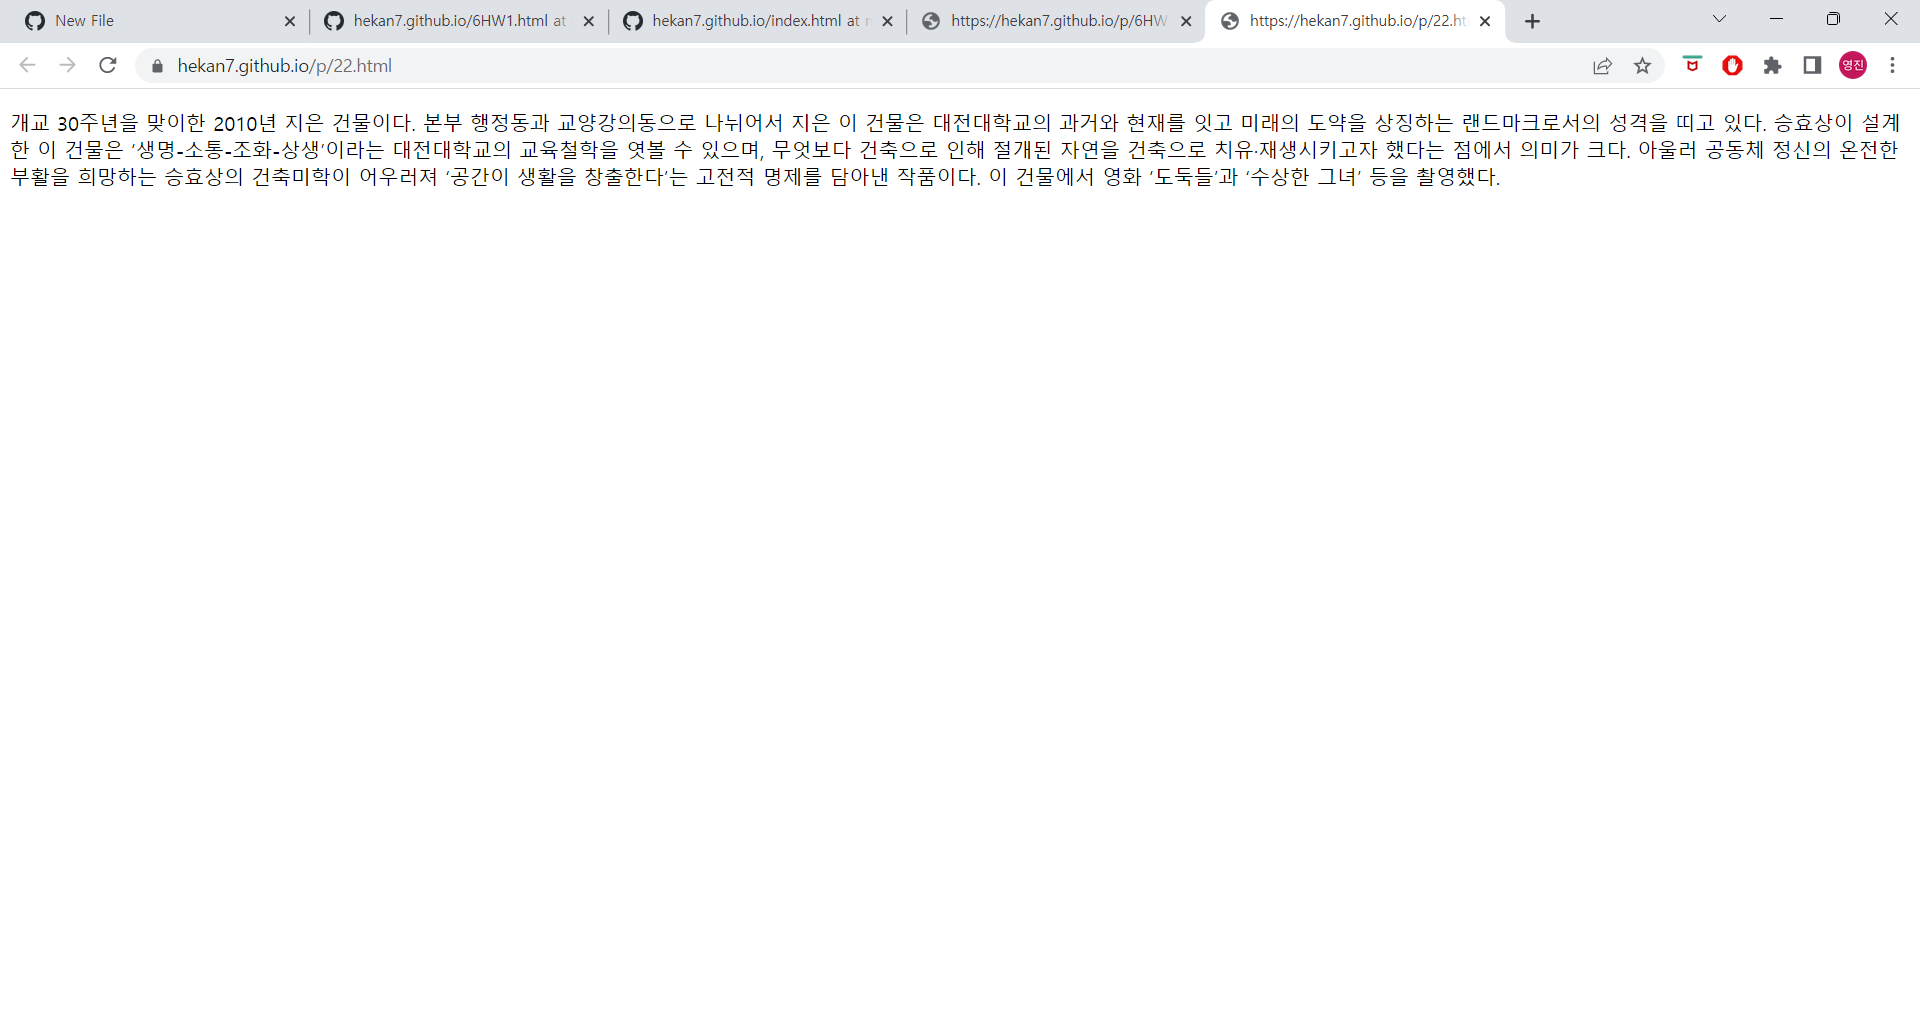 New File
hekan7.github.io/6HW1.html at
hekan7.github.io/index.html at
https://hekan7.github.io/p/6HW
https://hekan7.github.io/p/22.ht
hekan7.github.io/p/22.html
영진
개교 30주년을 맞이한 2010년 지은 건물이다. 본부 행정동과 교양강의동으로 나뉘어서 지은 이 건물은 대전대학교의 과거와 현재를 잇고 미래의 도약을 상징하는 랜드마크로서의 성격을 띠고 있다. 승효상이 설계
한 이 건물은 ‘생명-소통-조화-상생’이라는 대전대학교의 교육철학을 엿볼 수 있으며, 무엇보다 건축으로 인해 절개된 자연을 건축으로 치유·재생시키고자 했다는 점에서 의미가 크다. 아울러 공동체 정신의 온전한
부활을 희망하는 승효상의 건축미학이 어우러져 ‘공간이 생활을 창출한다’는 고전적 명제를 담아낸 작품이다. 이 건물에서 영화 ‘도둑들’과 ‘수상한 그녀’ 등을 촬영했다.